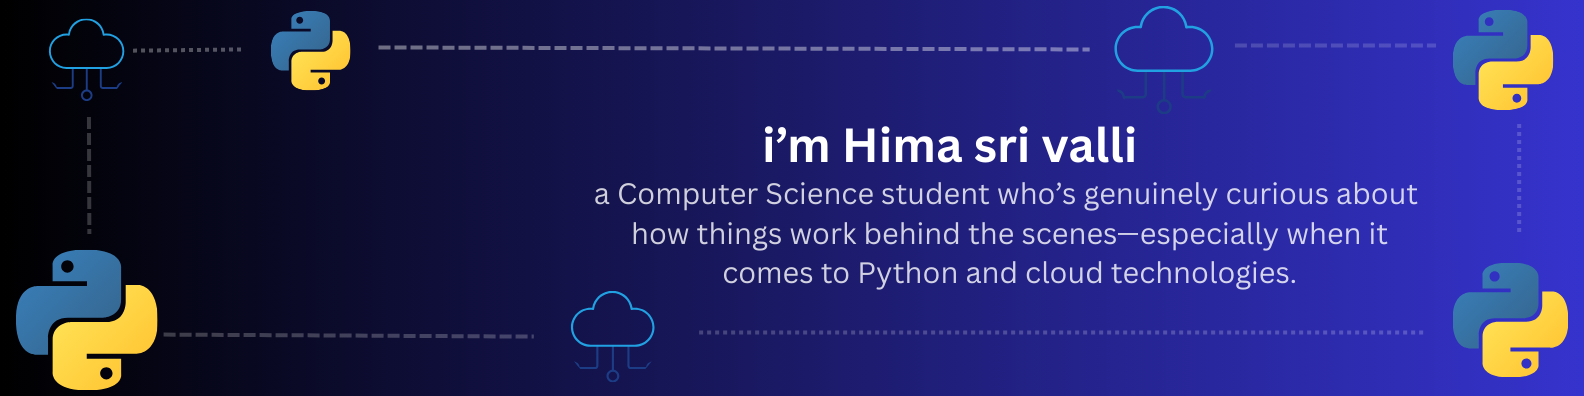 i’m Hima sri valli
a Computer Science student who’s genuinely curious about
how things work behind the scenes—especially when it
comes to Python and cloud technologies.